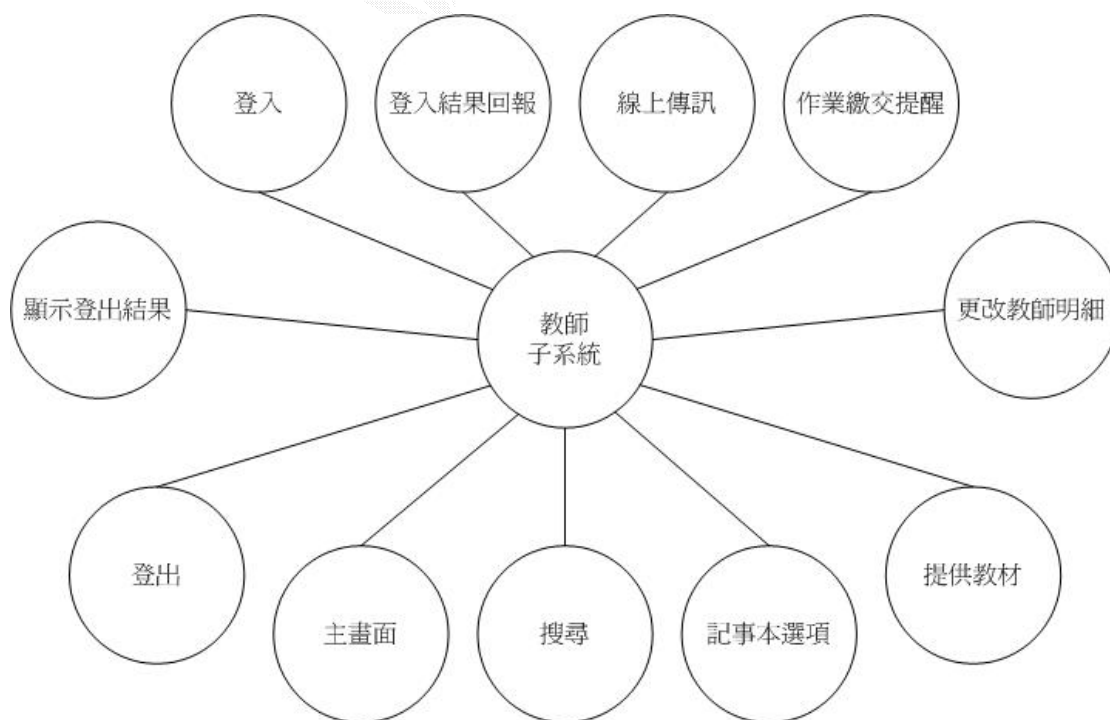 登入
登入結果回報
線上傳訊
作業繳交提醒
顯示登出結果
教師
子系統
更改教師明細
登出
主畫面
搜尋
記事本選項
提供教材